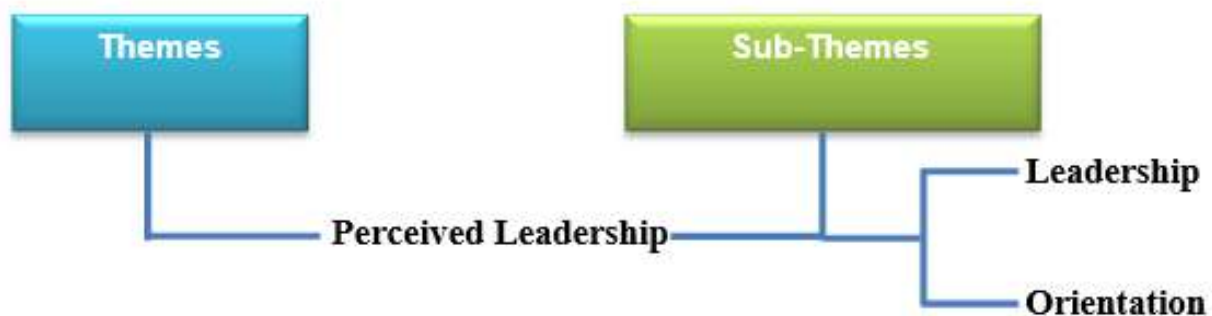 Themes
Sub-Themes
Leadership
Perceived Leadership
Orientation